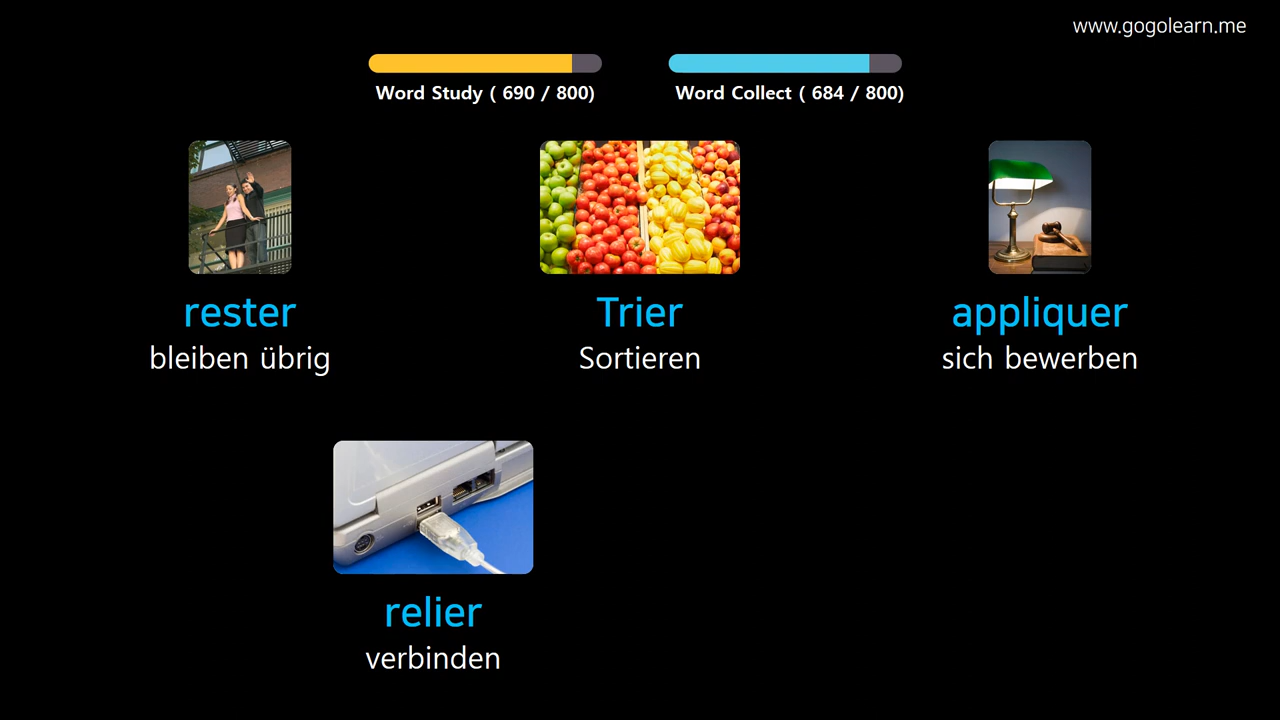 www.gogolearn.me
Word Study ( 690 / 800)
Word Collect ( 684 / 800)
rester
bleiben übrig
Trier
Sortieren
appliquer
sich bewerben
relier
verbinden